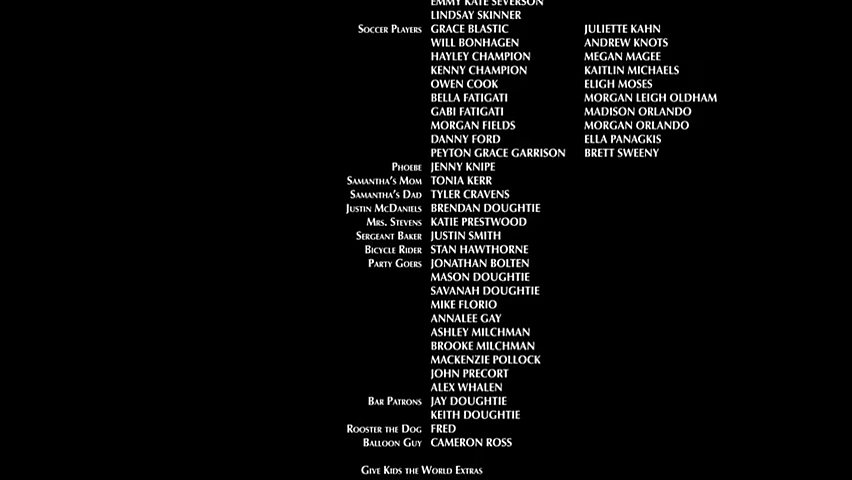 EMMY KATE SEVERSON
LINDSAY SKINNER
SOCCER PLAYERS GRACE BLASTIC JULIETTE KAHN
WILL BONHAGEN ANDREW KNOTS
HAYLEY CHAMPION MEGAN MAGEE
KENNY CHAMPION KAITLIN MICHAELS
OWEN COOK ELIGH MOSES
BELLA FATIGATI MORGAN LEIGH OLDHAM
GABI FATIGATI MADISON ORLANDO
MORGAN FIELDS MORGAN ORLANDO
DANNY FORD ELLA PANAGKIS
PEYTON GRACE GARRISON BRETT SWEENY
PHOEBE JENNY KNIPE
SAMANTHA'S MOM TONIA KERR
SAMANTHA'S DAD TYLER CRAVENS
JUSTIN MCDANIELS BRENDAN DOUGHTIE
MRS. STEVENS KATIE PRESTWOOD
SERGEANT BAKER JUSTIN SMITH
BICYCLE RIDER STAN HAWTHORNE
PARTY GOERS JONATHAN BOLTEN
MASON DOUGHTIE
SAVANAH DOUGHTIE
MIKE FLORIO
ANNALEE GAY
ASHLEY MILCHMAN
BROOKE MILCHMAN
MACKENZIE POLLOCK
JOHN PRECORT
ALEX WHALEN
BAR PATRONS JAY DOUGHTIE
KEITH DOUGHTIE
ROOSTER THE DOG FRED
BALLOON GUY CAMERON ROSS
GIVE KIDS THE WORLD EXTRAS